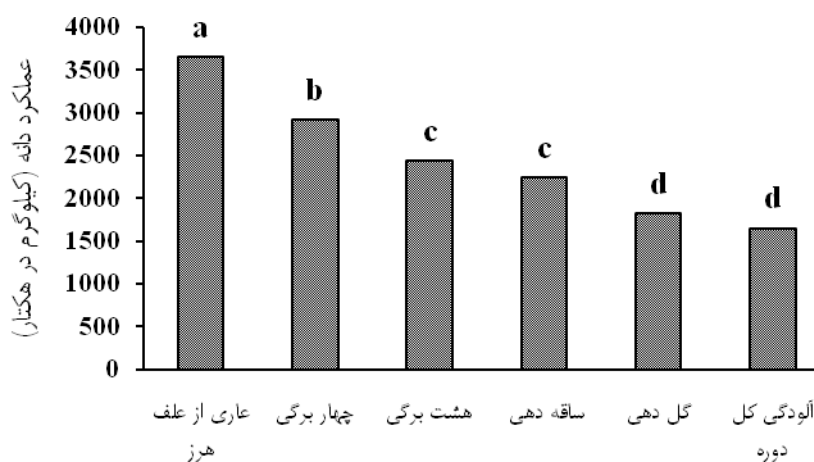 عملکرد دانه (کیلوگرم در هکتار)
4000
3500
3000
2500
2000
1500
1000
500
0
a
b
c
c
d
d
عاری از علف
هرز
چهار برگی
هشت برگی
ساقه دهی
گل دهی
آلودگی کل
دوره